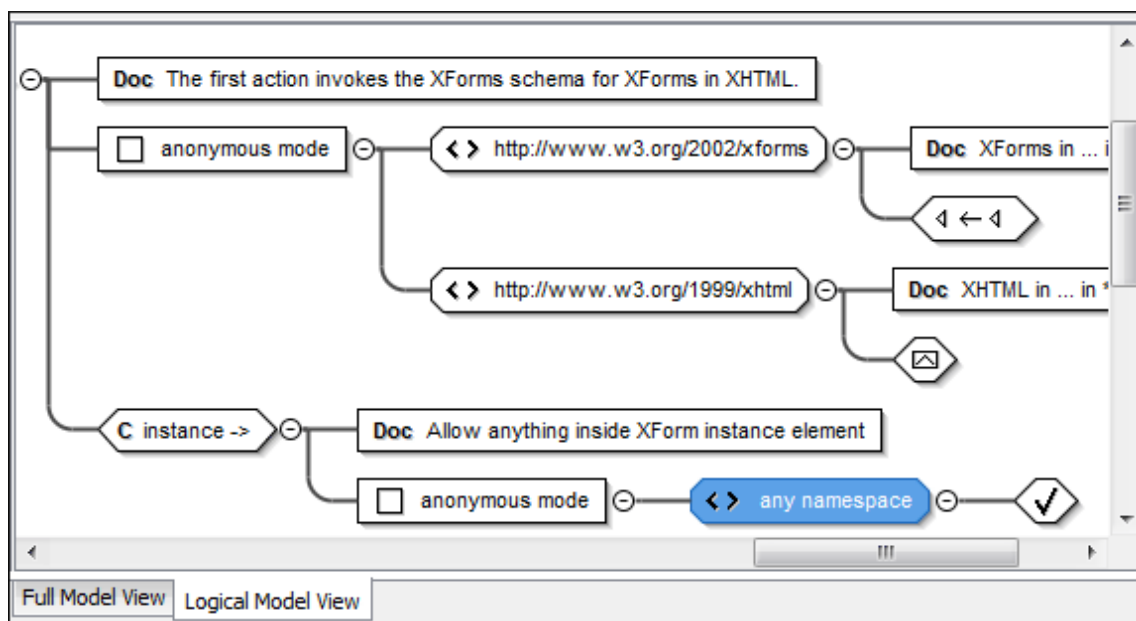 Doc The first action invokes the XForms schema for XForms in XHTML.
anonymous mode
< > http://www.w3.org/2002/xforms
Doc XForms in ... i
< > http://www.w3.org/1999/xhtml
Doc XHTML in ... in *
C instance ->
Doc Allow anything inside XForm instance element
anonymous mode
< > any namespace
Full Model View
Logical Model View